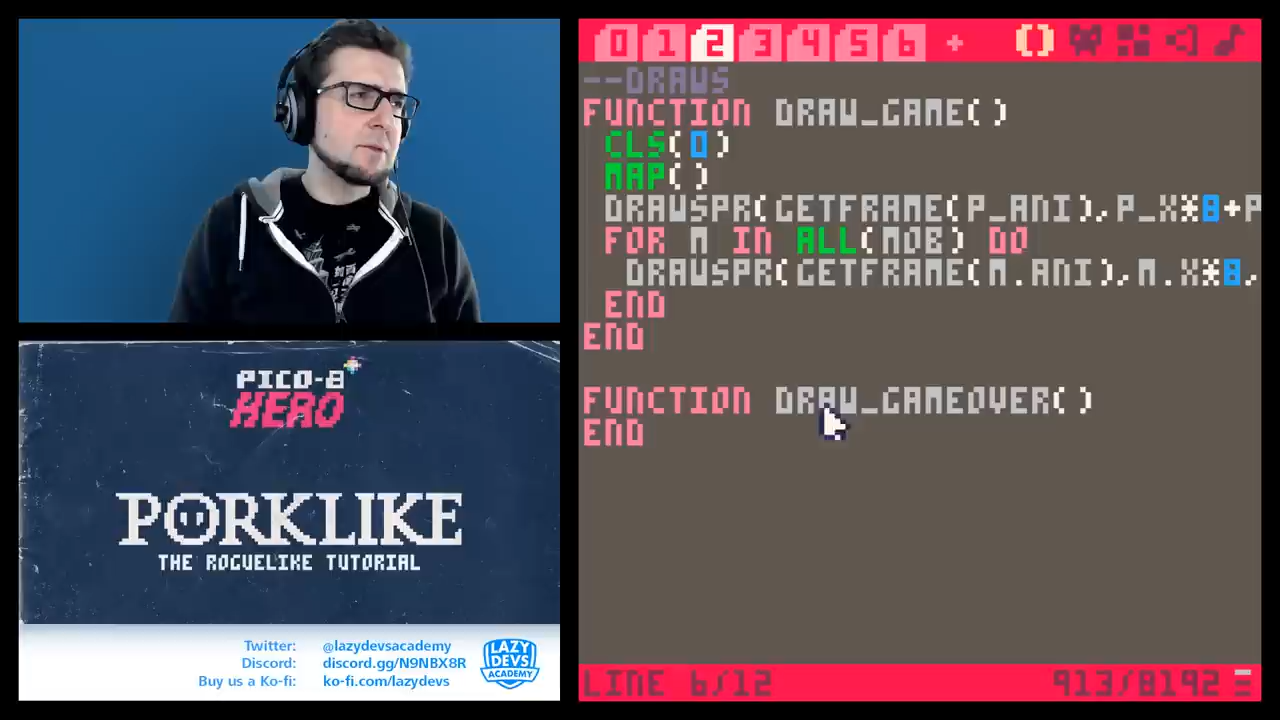 0 1 2 3 4 5 6 +
--DRAWS
FUNCTION DRAW_GAME()
CLS(0)
MAP()
DRAWSPR(GETFRAME(P_ANI),P_X*8+P
FOR M IN ALL(MOB) DO
DRAWSPR(GETFRAME(M.ANI),M.X*8,
END
END
FUNCTION DRAW_GAMEOVER()
END
LINE 6/12
913/8192
PICO-8
HERO
PORKLIKE
THE ROGUELIKE TUTORIAL
Twitter: @lazydevsacademy
Discord: discord.gg/N9NBX8R
Buy us a Ko-fi: ko-fi.com/lazydevs
LAZY
DEVS
ACADEMY